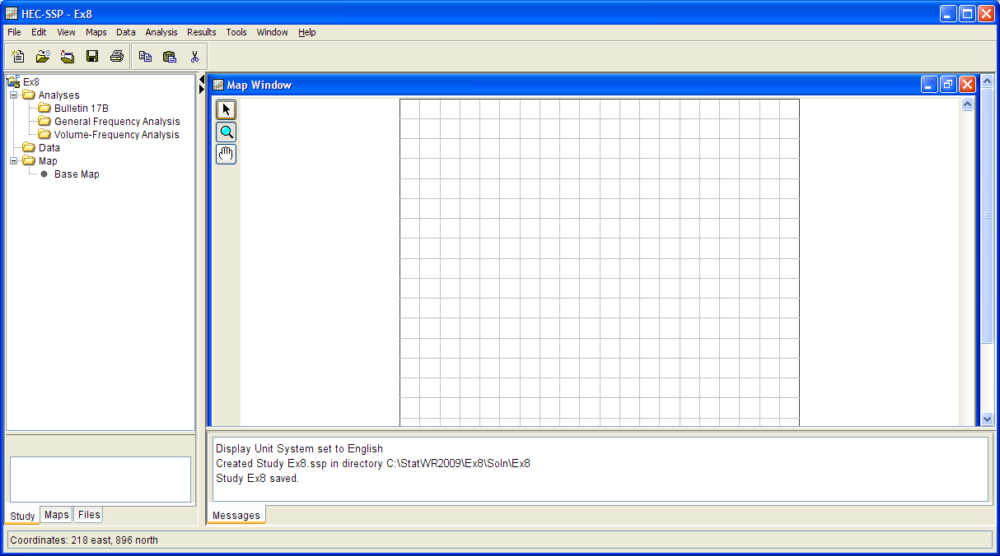 HEC-SSP - Ex8
File Edit View Maps Data Analysis Results Tools Window Help
Ex8
Analyses
Bulletin 17B
General Frequency Analysis
Volume-Frequency Analysis
Data
Map
Base Map
Map Window
Display Unit System set to English
Created Study Ex8.ssp in directory C:\StatWR2009\Ex8\Soln\Ex8
Study Ex8 saved.
Study Maps Files
Messages
Coordinates: 218 east, 896 north